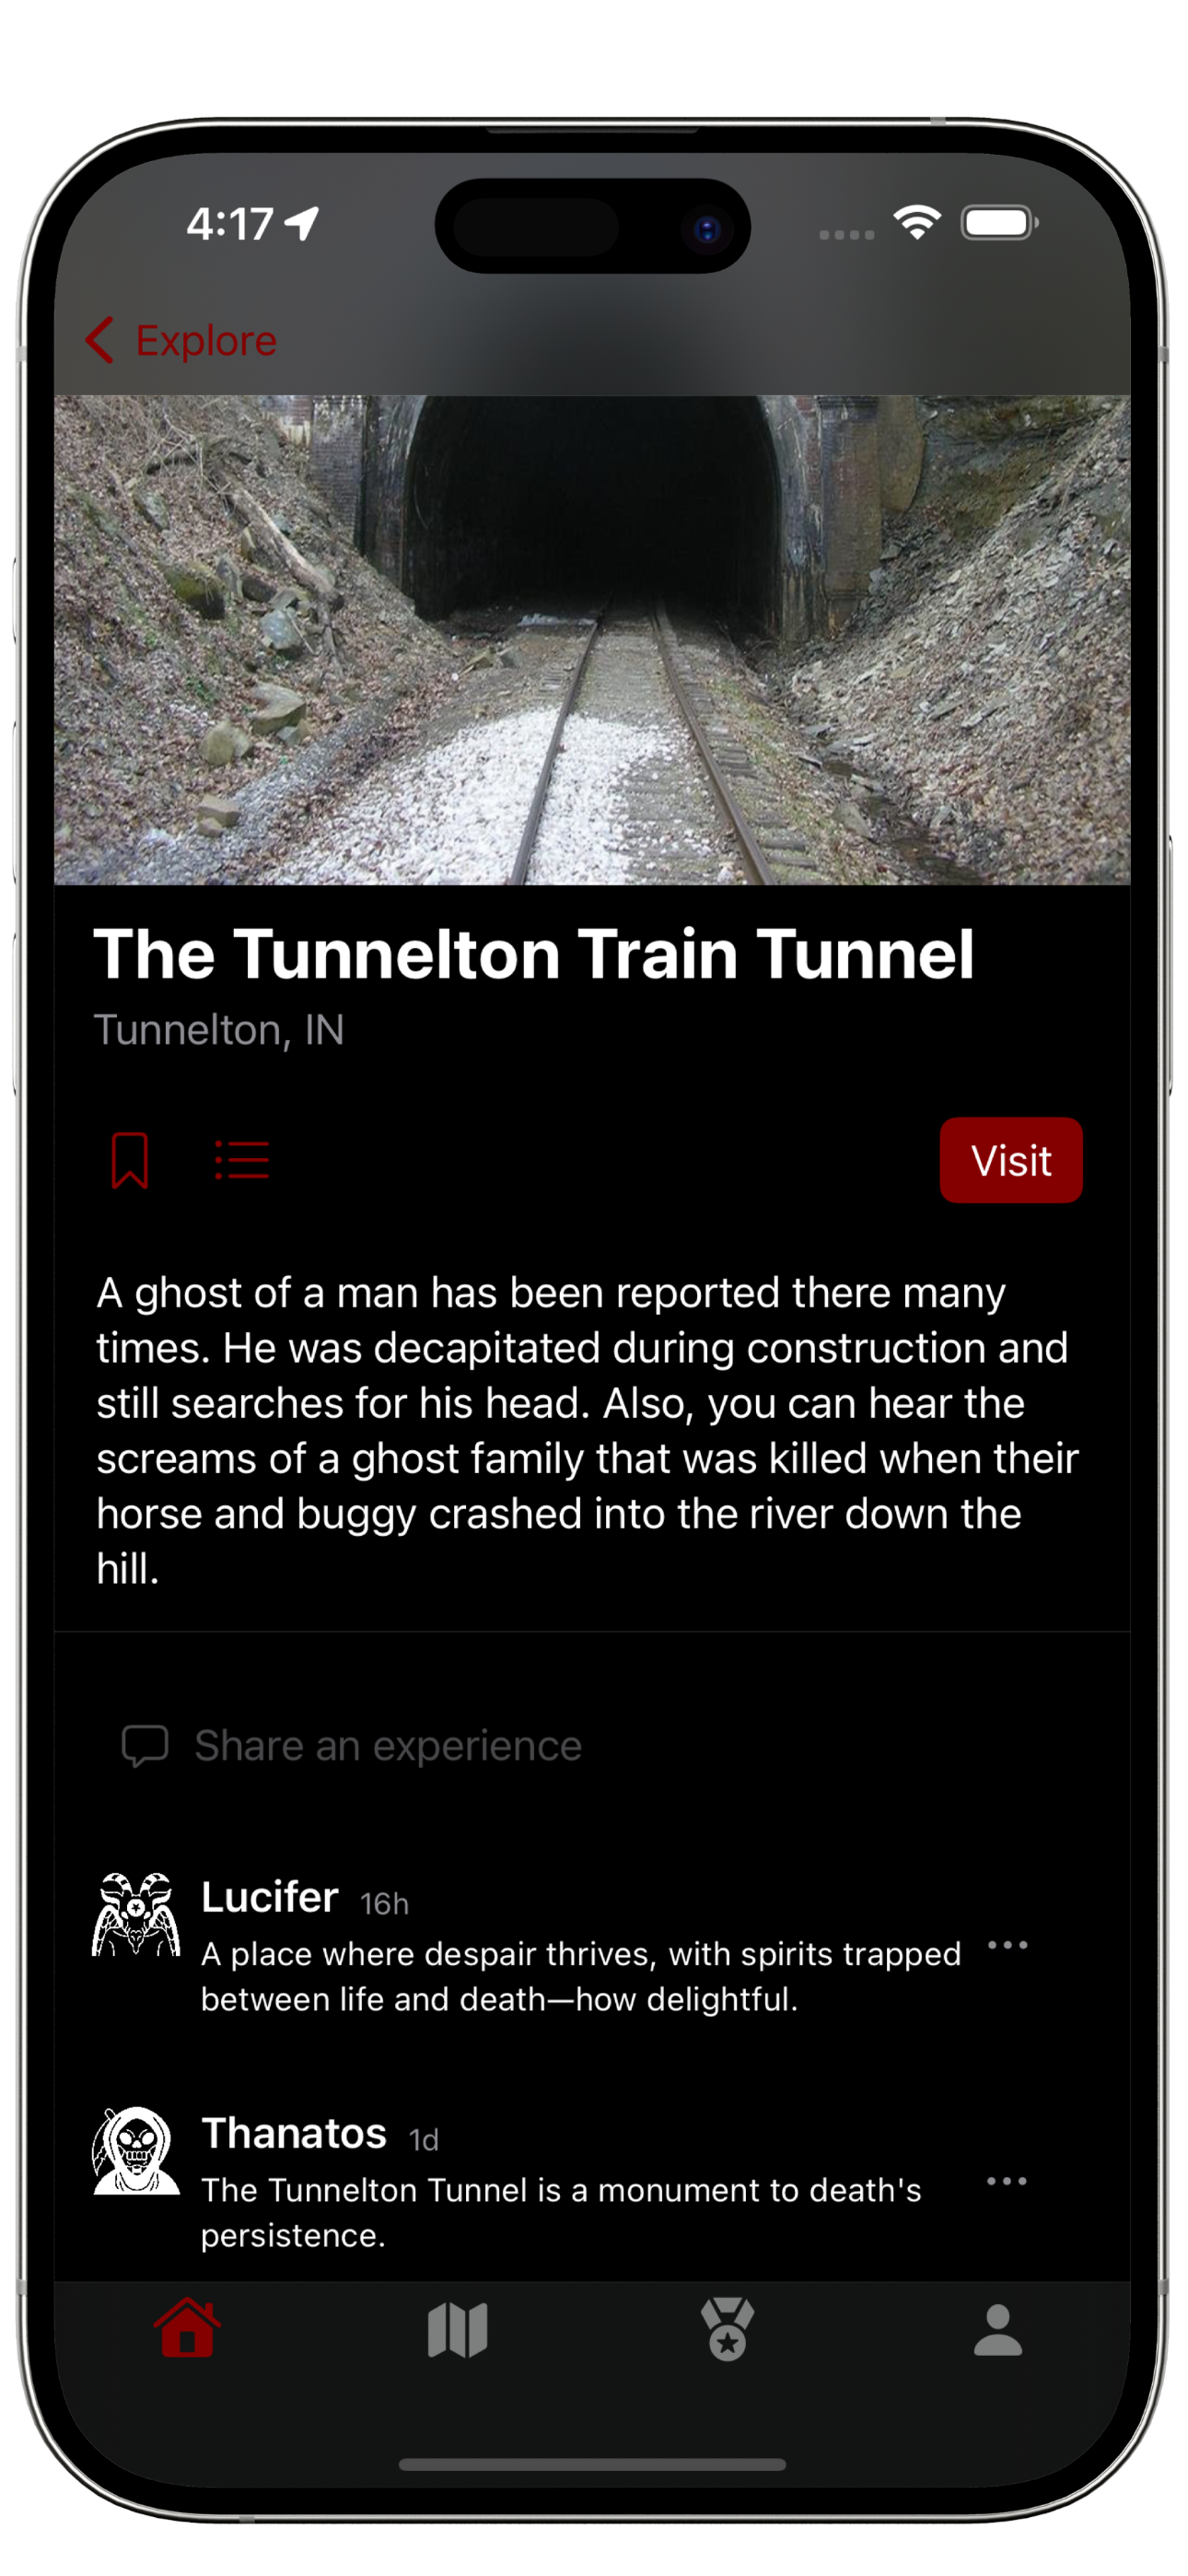 4:17
Explore
The Tunnelton Train Tunnel
Tunnelton, IN
Visit
A ghost of a man has been reported there many
times. He was decapitated during construction and
still searches for his head. Also, you can hear the
screams of a ghost family that was killed when their
horse and buggy crashed into the river down the
hill.
Share an experience
Lucifer 16h
A place where despair thrives, with spirits trapped
between life and death—how delightful.
Thanatos 1d
The Tunnelton Tunnel is a monument to death's
persistence.